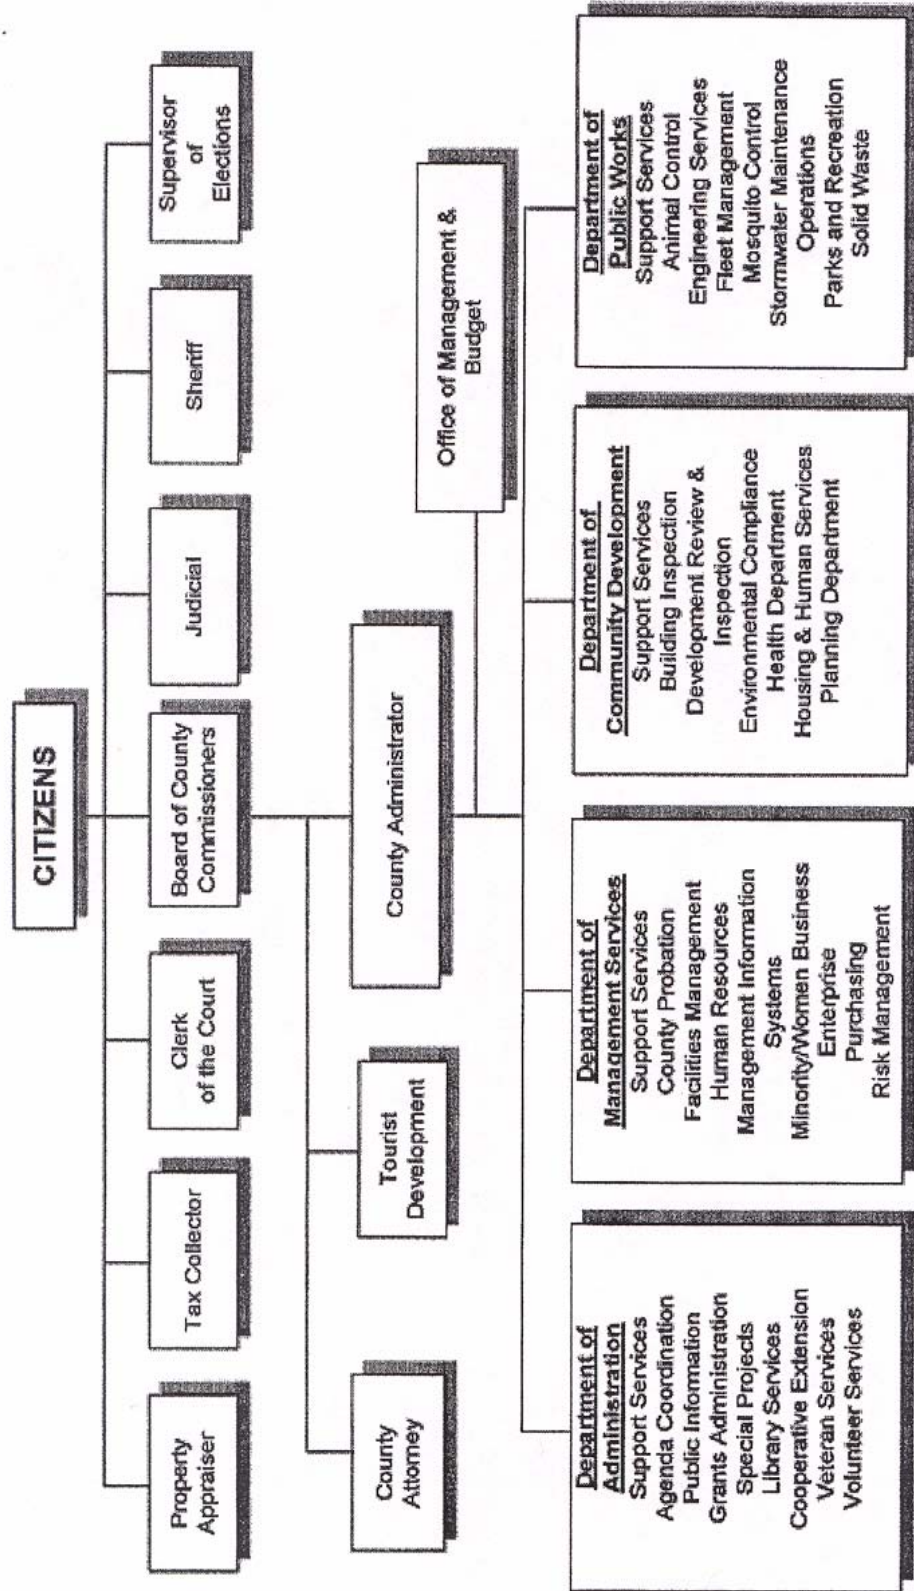 CITIZENS
Property
Appraiser
Tax Collector
Clerk
of the Court
Board of County
Commissioners
Judicial
Sheriff
Supervisor
of
Elections
County
Attorney
Tourist
Development
County Administrator
Office of Management &
Budget
Department of
Administration
Support Services
Agenda Coordination
Public Information
Grants Administration
Special Projects
Library Services
Cooperative Extension
Veteran Services
Volunteer Services
Department of
Management Services
Support Services
County Probation
Facilities Management
Human Resources
Management Information
Systems
Minority/Women Business
Enterprise
Purchasing
Risk Management
Department of
Community Development
Support Services
Building Inspection
Development Review &
Inspection
Environmental Compliance
Health Department
Housing & Human Services
Planning Department
Department of
Public Works
Support Services
Animal Control
Engineering Services
Fleet Management
Mosquito Control
Stormwater Maintenance
Operations
Parks and Recreation
Solid Waste